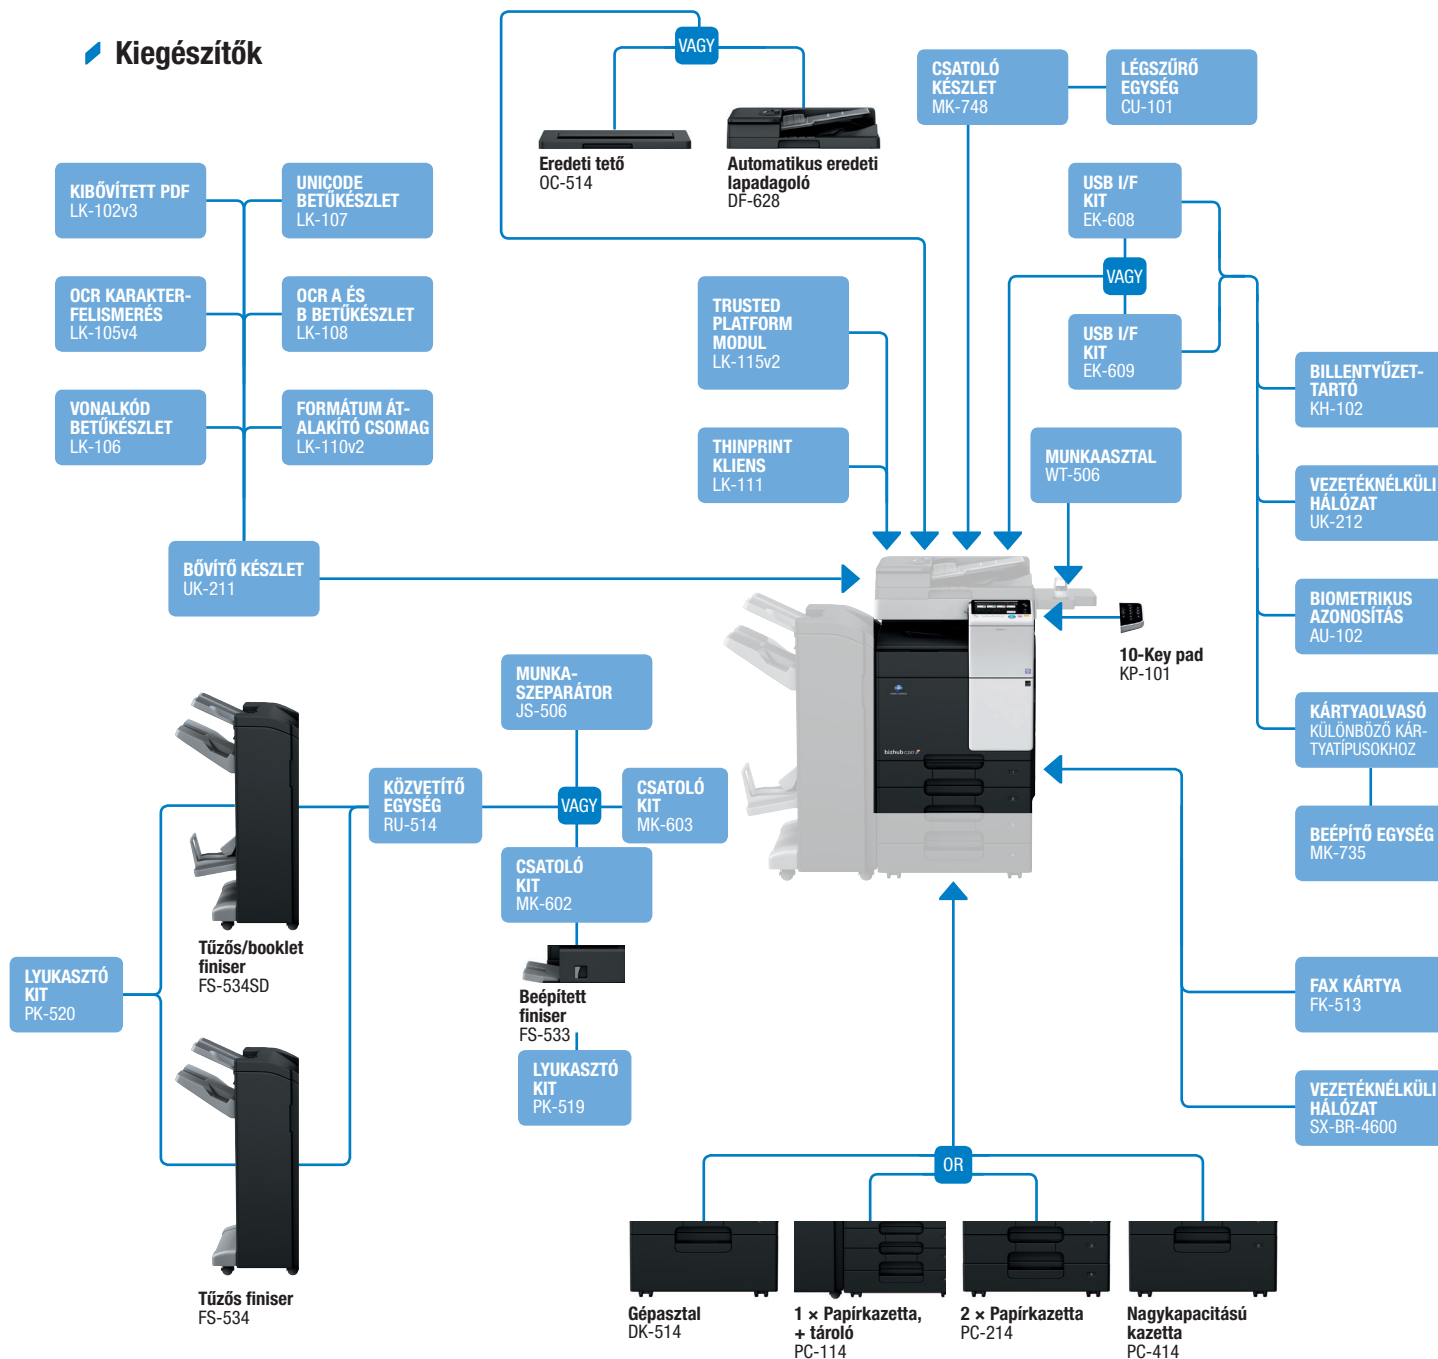 Kiegészítők
VAGY
Eredeti tető
OC-514
Automatikus eredeti
lapadagoló
DF-628
CSATOLÓ
KÉSZLET
MK-748
LÉGSZŰRŐ
EGYSÉG
CU-101
KIBŐVÍTETT PDF
LK-102v3
UNICODE
BETŰKÉSZLET
LK-107
OCR KARAKTER-
FELISMERÉS
LK-105v4
OCR A ÉS
B BETŰKÉSZLET
LK-108
VONALKÓD
BETŰKÉSZLET
LK-106
FORMÁTUM ÁT-
ALAKÍTÓ CSOMAG
LK-110v2
BŐVÍTŐ KÉSZLET
UK-211
TRUSTED
PLATFORM
MODUL
LK-115v2
THINPRINT
KLIENS
LK-111
USB I/F
KIT
EK-608
VAGY
USB I/F
KIT
EK-609
MUNKAASZTAL
WT-506
BILLENTYŰZET-
TARTÓ
KH-102
VEZETÉKNÉLKÜLI
HÁLÓZAT
UK-212
BIOMETRIKUS
AZONOSÍTÁS
AU-102
KÁRTYAOLVASÓ
KÜLÖNBÖZŐ KÁR-
TYATÍPUSOKHOZ
BEÉPÍTŐ EGYSÉG
MK-735
10-Key pad
KP-101
bizhub
MUNKA-
SZEPARÁTOR
JS-506
KÖZVETÍTŐ
EGYSÉG
RU-514
VAGY
CSATOLÓ
KIT
MK-603
CSATOLÓ
KIT
MK-602
Beépített
finiser
FS-533
LYUKASZTÓ
KIT
PK-519
Tűzős/booklet
finiser
FS-534SD
LYUKASZTÓ
KIT
PK-520
Tűzős finiser
FS-534
FAX KÁRTYA
FK-513
VEZETÉKNÉLKÜLI
HÁLÓZAT
SX-BR-4600
OR
Gépasztal
DK-514
1 × Papírkazetta,
+ tároló
PC-114
2 × Papírkazetta
PC-214
Nagykapacitású
kazetta
PC-414